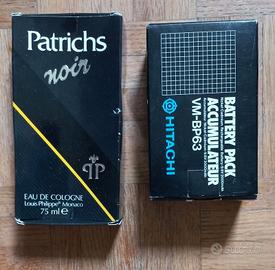 Patrichs
noir
EAU DE COLOGNE
Louis Philippe Monaco
75 ml e
BATTERY PACK
ACCUMULATEUR
VM-BP63
HITACHI